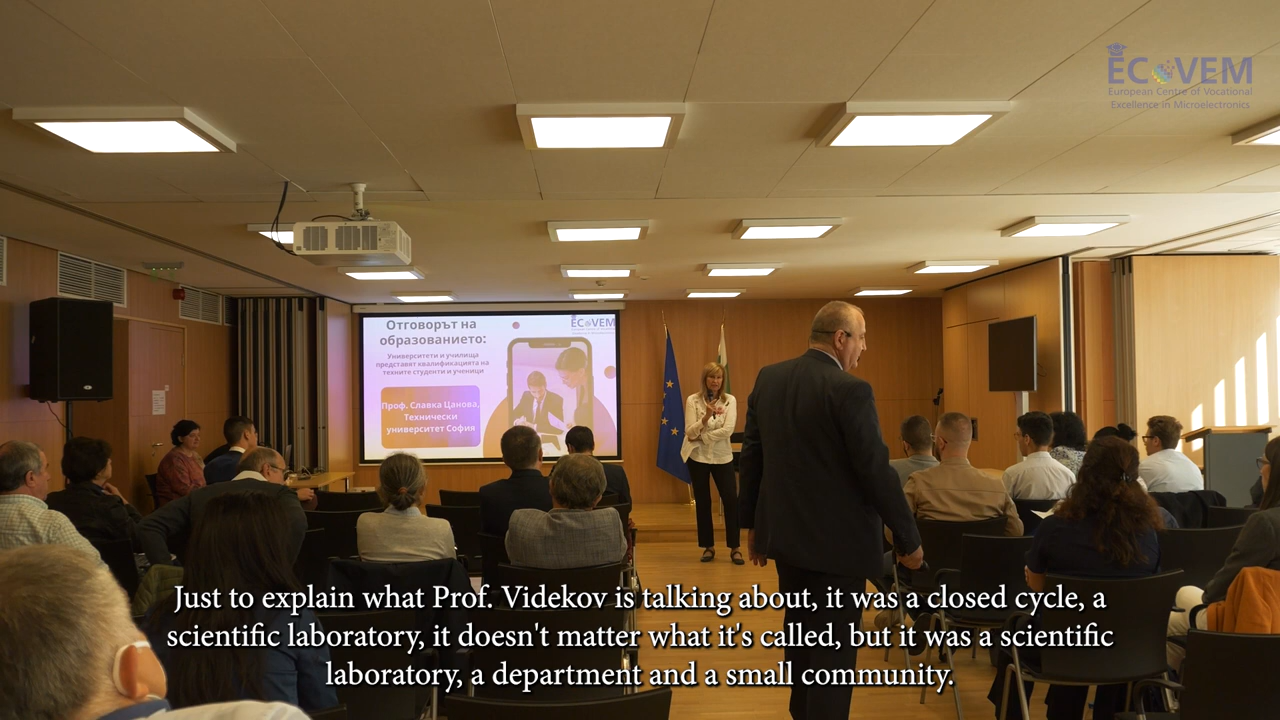 ECOVEM
European Centre of Vocational
Excellence in Microelectronics
ECOVEM
Отговорът на
образованието:
Университети и училища
представят квалификацията на
техните студенти и ученици
Проф. Славка Цанова,
Технически
университет София
Just to explain what Prof. Videkov is talking about, it was a closed cycle, a
scientific laboratory, it doesn't matter what it's called, but it was a scientific
laboratory, a department and a small community.